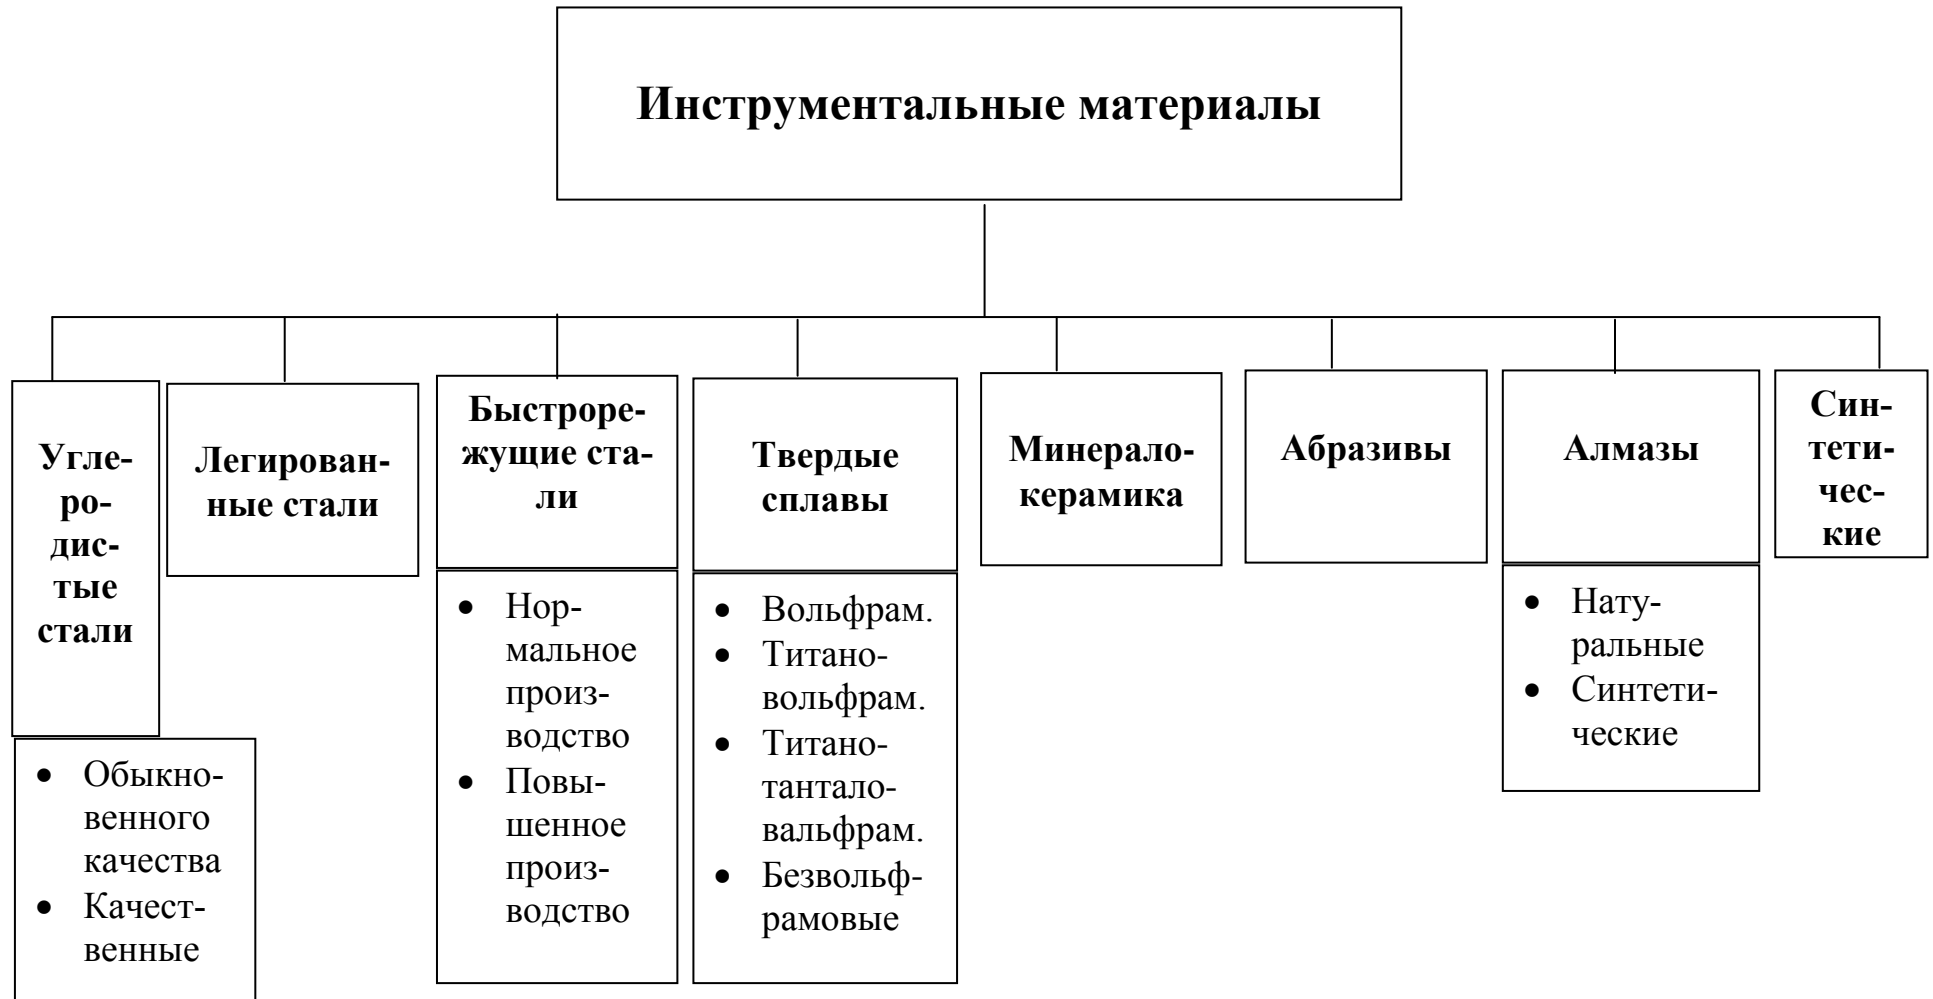 Инструментальные материалы
Угле-
ро-
дис-
тые
стали
Легирован-
ные стали
Быстроре-
жущие ста-
ли
Твердые
сплавы
Минерало-
керамика
Абразивы
Алмазы
Син-
тети-
чес-
кие
• Обыкно-
венного
качества
• Качест-
венные
• Нор-
мальное
произ-
водство
• Повы-
шенное
произ-
водство
• Вольфрам.
• Титано-
вольфрам.
• Титано-
тантало-
вальфрам.
• Безвольф-
рамовые
• Нату-
ральные
• Синтети-
ческие